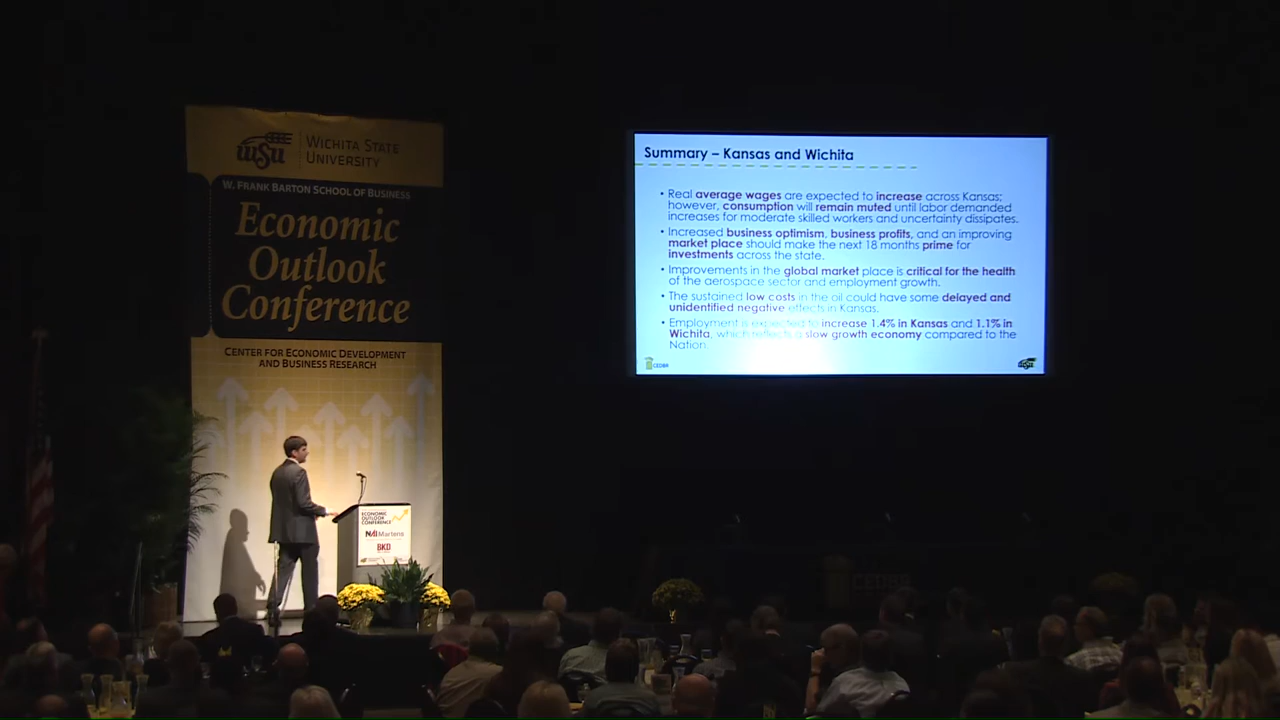 WSU
WICHITA STATE
UNIVERSITY
W. FRANK BARTON SCHOOL OF BUSINESS
Economic
Outlook
Conference
CENTER FOR ECONOMIC DEVELOPMENT
AND BUSINESS RESEARCH
ECONOMIC
OUTLOOK
CONFERENCE
NAI Martens
BKD
Summary – Kansas and Wichita
• Real average wages are expected to increase across Kansas;
however, consumption will remain muted until labor demanded
increases for moderate skilled workers and uncertainty dissipates.
• Increased business optimism, business profits, and an improving
market place should make the next 18 months prime for
investments across the state.
• Improvements in the global market place is critical for the health
of the aerospace sector and employment growth.
• The sustained low costs in the oil could have some delayed and
unidentified negative effects in Kansas.
• Employment is expected to increase 1.4% in Kansas and 1.1% in
Wichita, which reflects a slow growth economy compared to the
Nation.
CEDBR
WSU